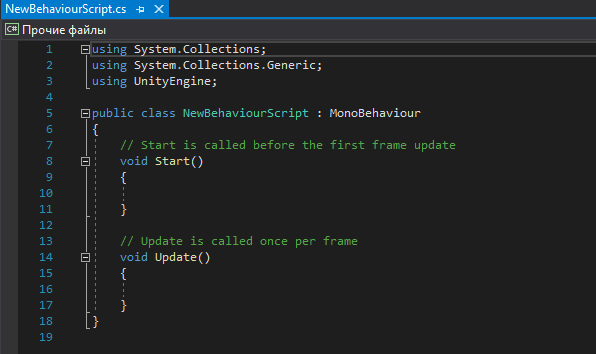 NewBehaviourScript.cs
C# Прочие файлы
1 using System.Collections;
2 using System.Collections.Generic;
3 using UnityEngine;
4
5 public class NewBehaviourScript : MonoBehaviour
6 {
7 // Start is called before the first frame update
8 void Start()
9 {
10
11 }
12
13 // Update is called once per frame
14 void Update()
15 {
16
17 }
18 }
19